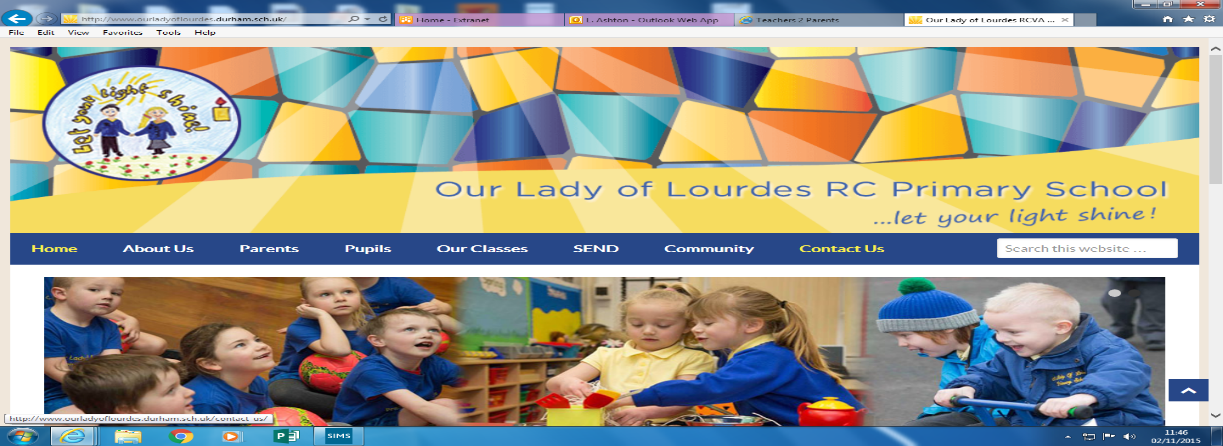 http://www.ourladyoflourdes.durham.sch.uk/
Home - Extranet
L. Ashton - Outlook Web App
Teachers 2 Parents
Our Lady of Lourdes RCVA ...
File Edit View Favorites Tools Help
Let your light shine!
Our Lady of Lourdes RC Primary School
...let your light shine!
Home About Us Parents Pupils Our Classes SEND Community Contact Us Search this website ...
http://www.ourladyoflourdes.durham.sch.uk/contact_us/
SIMS
11:46
02/11/2015